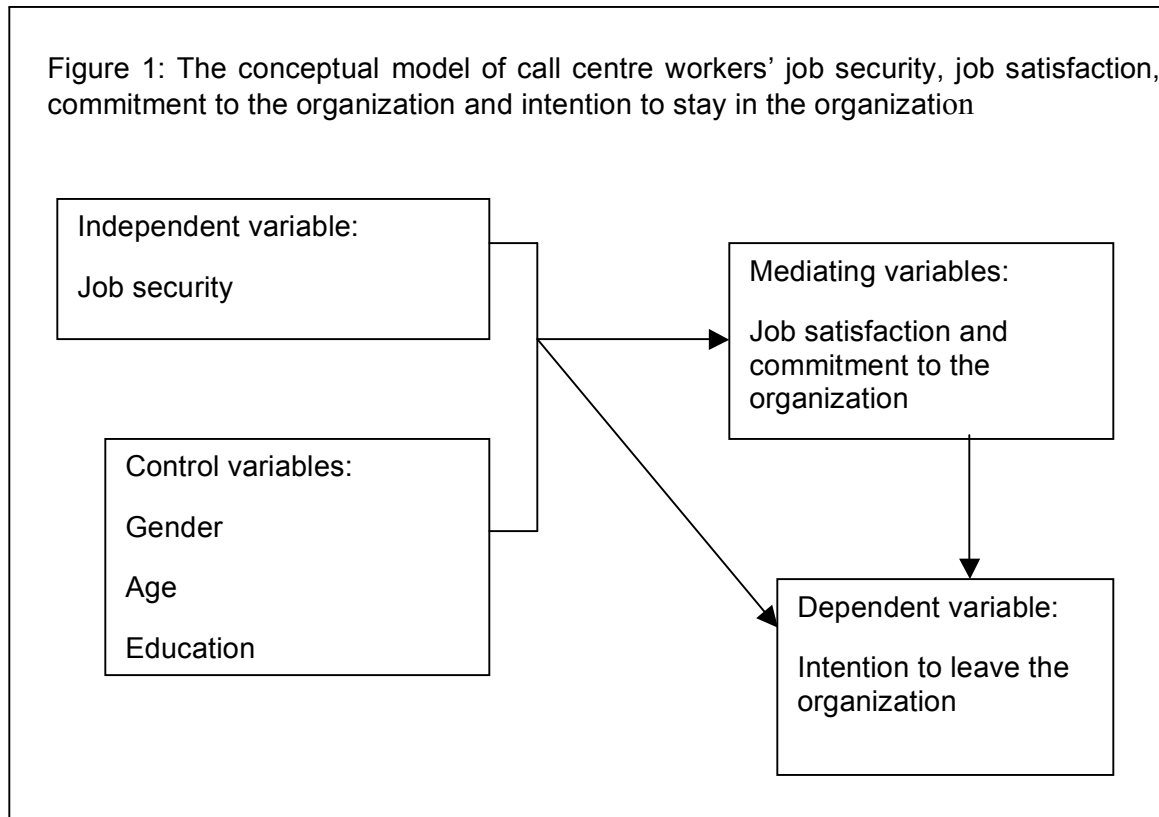 Figure 1: The conceptual model of call centre workers’ job security, job satisfaction,
commitment to the organization and intention to stay in the organization
Independent variable:
Job security
Mediating variables:
Job satisfaction and
commitment to the
organization
Control variables:
Gender
Age
Education
Dependent variable:
Intention to leave the
organization